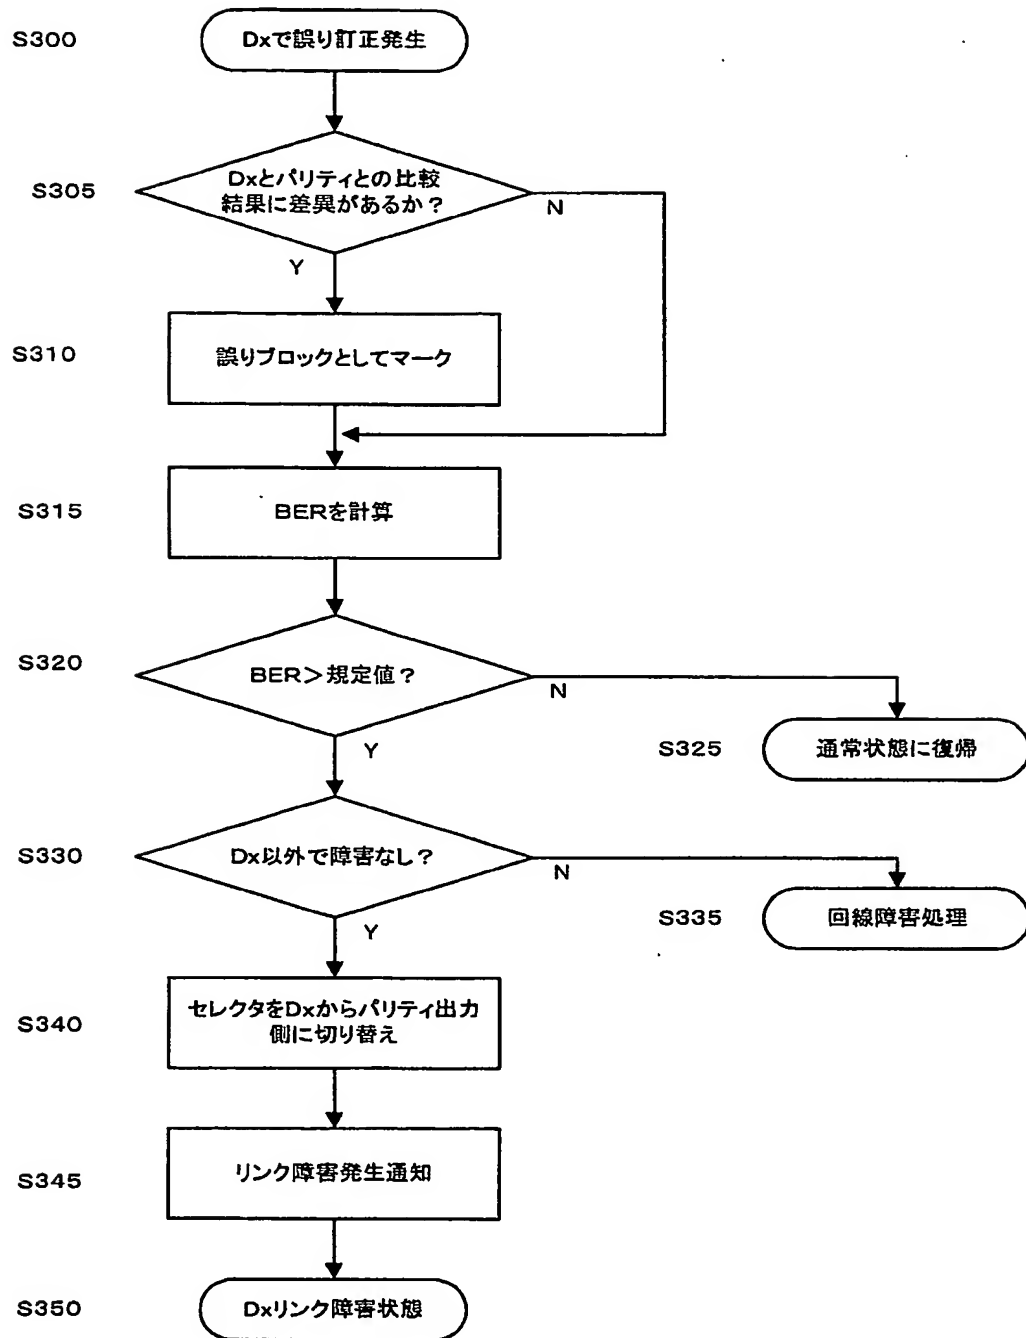 S300
Dxで誤り訂正発生
S305
Dxとパリティとの比較
結果に差異があるか？
N
Y
S310
誤りブロックとしてマーク
S315
BERを計算
S320
BER＞規定値？
N
Y
S325
通常状態に復帰
S330
Dx以外で障害なし？
N
Y
S335
回線障害処理
S340
セレクタをDxからパリティ出力
側に切り替え
S345
リンク障害発生通知
S350
Dxリンク障害状態